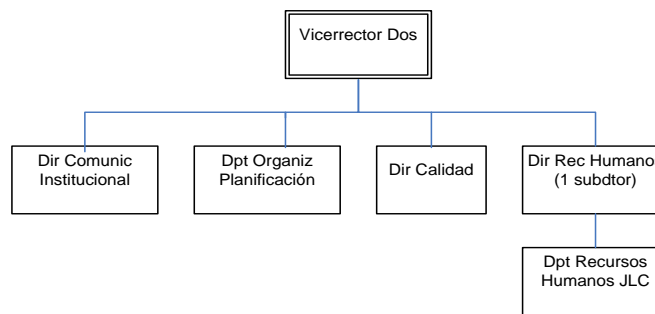 Vicerrector Dos
Dir Comunic
Institucional
Dpt Organiz
Planificación
Dir Calidad
Dir Rec Humano
(1 subdtor)
Dpt Recursos
Humanos JLC